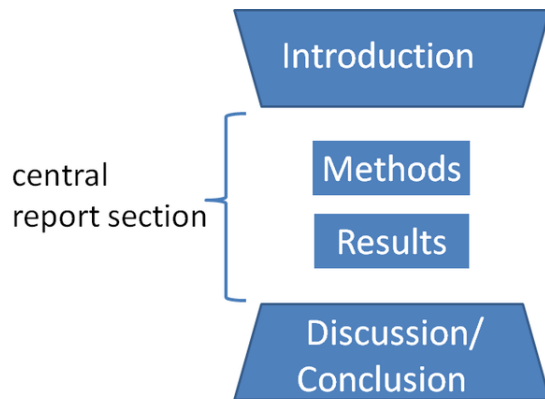 Introduction
central
report section
Methods
Results
Discussion/
Conclusion